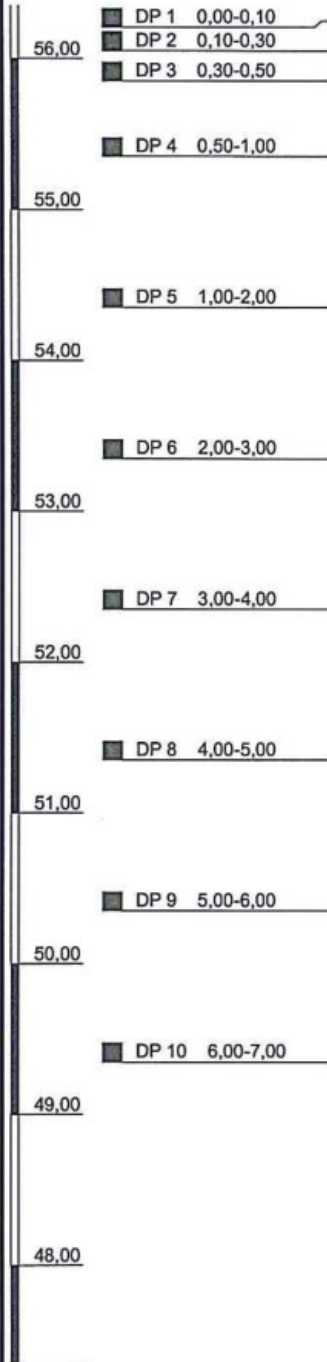 DP 1 0,00-0,10
DP 2 0,10-0,30
56,00
DP 3 0,30-0,50
DP 4 0,50-1,00
55,00
DP 5 1,00-2,00
54,00
DP 6 2,00-3,00
53,00
DP 7 3,00-4,00
52,00
DP 8 4,00-5,00
51,00
DP 9 5,00-6,00
50,00
DP 10 6,00-7,00
49,00
48,00